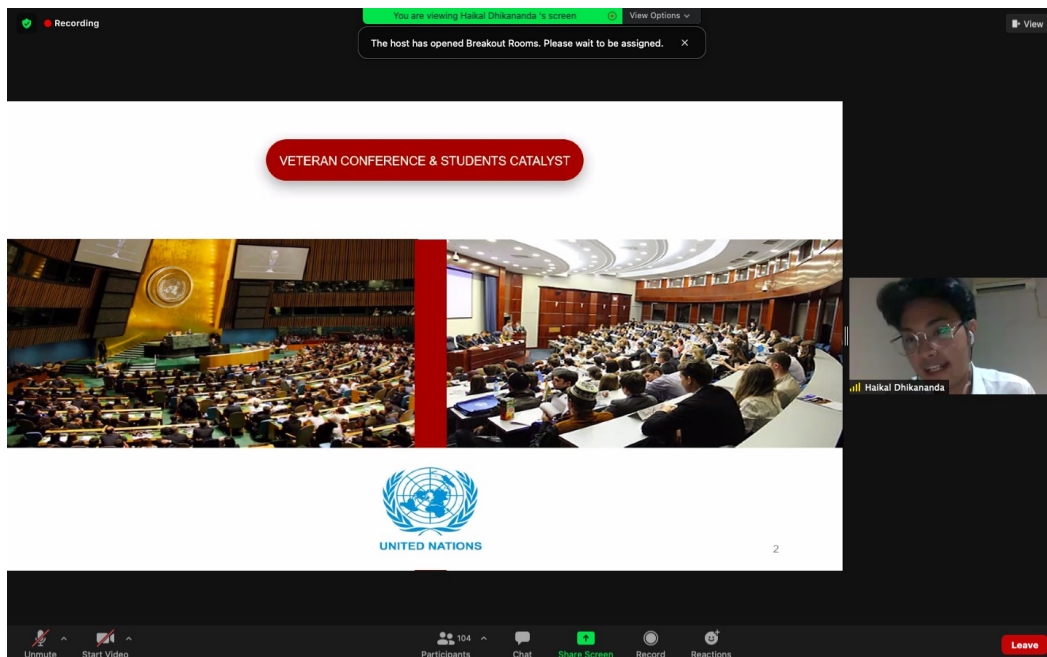 Recording
You are viewing Haikal Dhikananda 's screen
View Options
View
The host has opened Breakout Rooms. Please wait to be assigned.
VETERAN CONFERENCE & STUDENTS CATALYST
Haikal Dhikananda
UNITED NATIONS
2
Unmute
Start Video
104
Participants
Chat
Share Screen
Record
Reactions
Leave